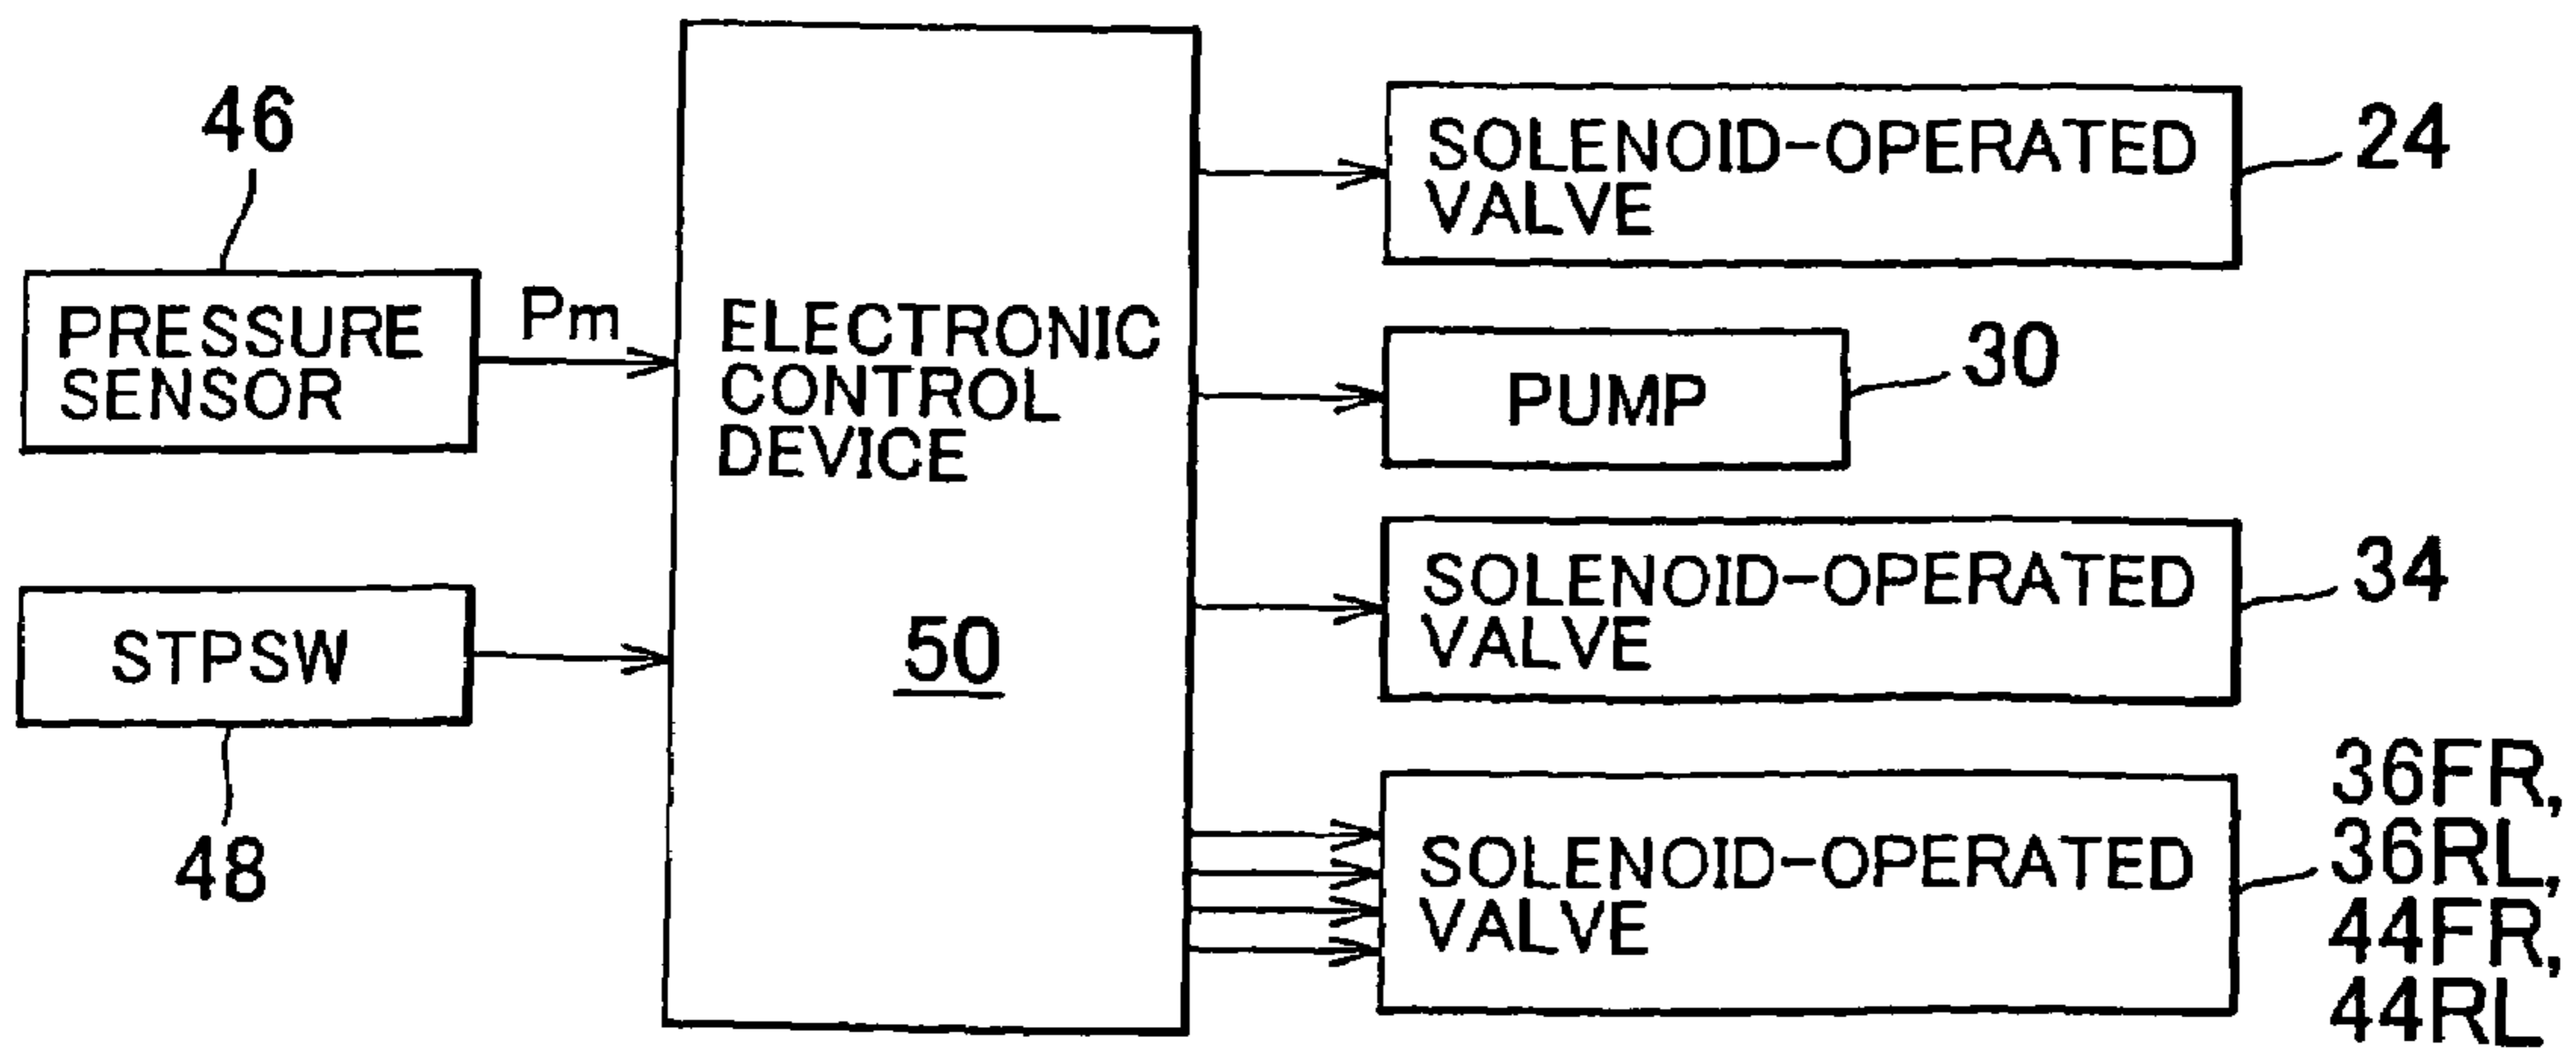 46
PRESSURE
SENSOR
Pm
STPSW
48
ELECTRONIC
CONTROL
DEVICE
50
SOLENOID-OPERATED
VALVE
24
PUMP
30
SOLENOID-OPERATED
VALVE
34
SOLENOID-OPERATED
VALVE
36FR,
36RL,
44FR,
44RL